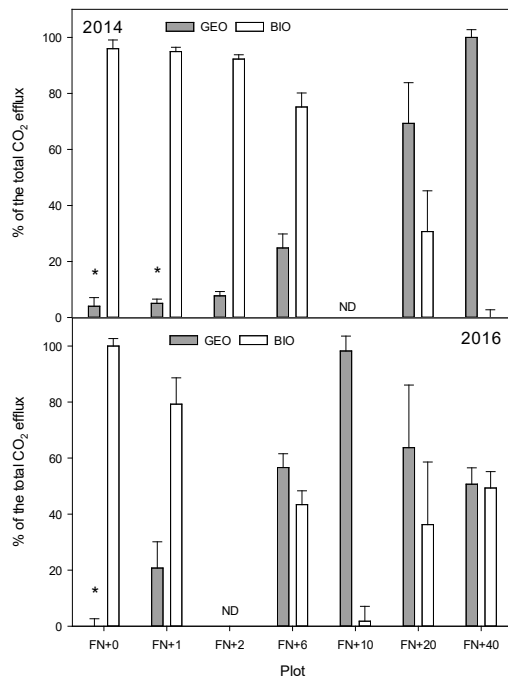 2014
GEO BIO
% of the total CO2 efflux
100
80
60
40
20
0
*
*
ND
GEO BIO
2016
% of the total CO2 efflux
100
80
60
40
20
0
*
ND
FN+0 FN+1 FN+2 FN+6 FN+10 FN+20 FN+40
Plot